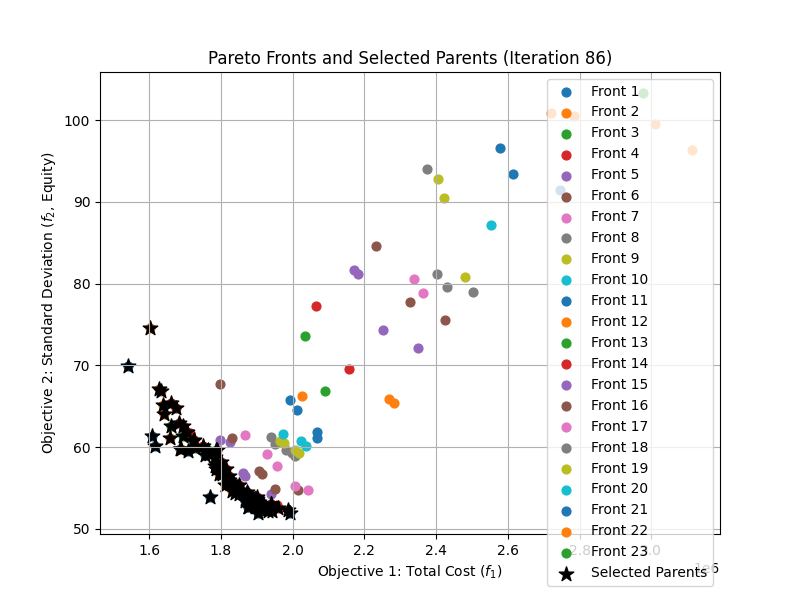 Pareto Fronts and Selected Parents (Iteration 86)
Objective 2: Standard Deviation (f₂, Equity)
100
90
80
70
60
50
1.6
1.8
2.0
2.2
2.4
2.6
2.8
3.0
1e6
Objective 1: Total Cost (f₁)
Front 1
Front 2
Front 3
Front 4
Front 5
Front 6
Front 7
Front 8
Front 9
Front 10
Front 11
Front 12
Front 13
Front 14
Front 15
Front 16
Front 17
Front 18
Front 19
Front 20
Front 21
Front 22
Front 23
Selected Parents